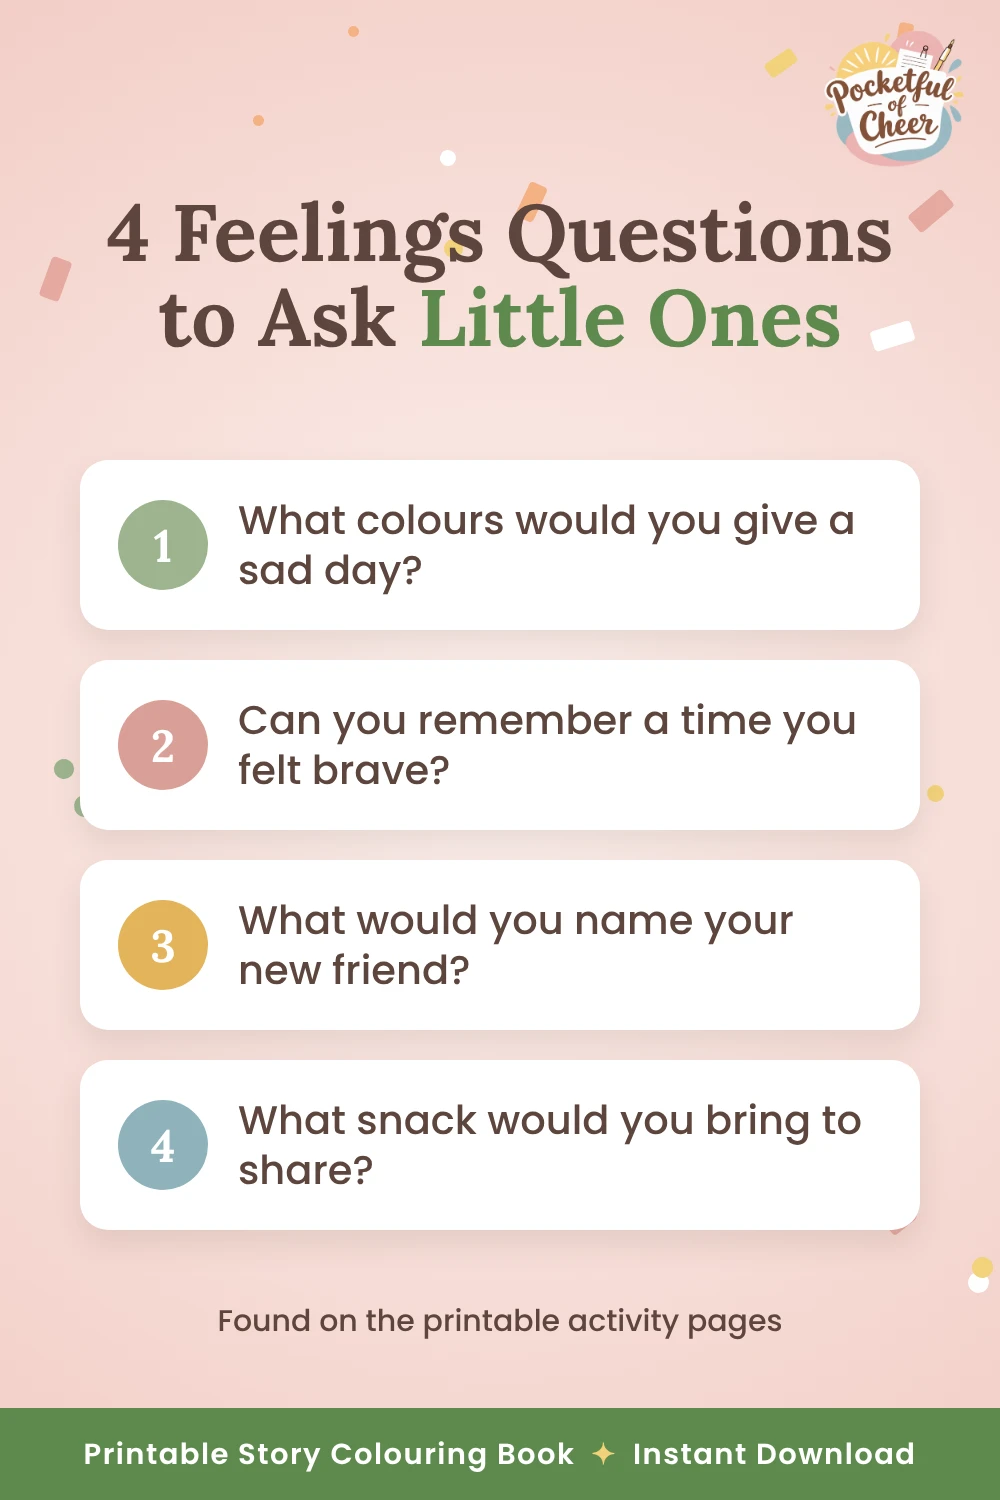 Pocketful
of
Cheer
4 Feelings Questions
to Ask Little Ones
1
What colours would you give a
sad day?
2
Can you remember a time you
felt brave?
3
What would you name your
new friend?
4
What snack would you bring to
share?
Found on the printable activity pages
Printable Story Colouring Book ✦ Instant Download